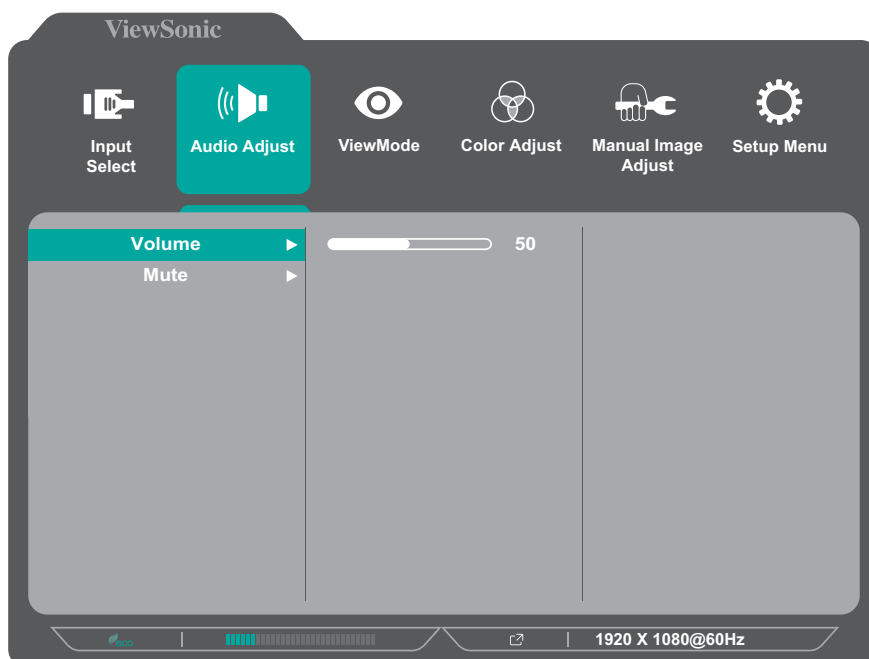 ViewSonic
Input Select
Audio Adjust
ViewMode
Color Adjust
Manual Image Adjust
Setup Menu
Volume
50
Mute
eco
1920 X 1080@60Hz